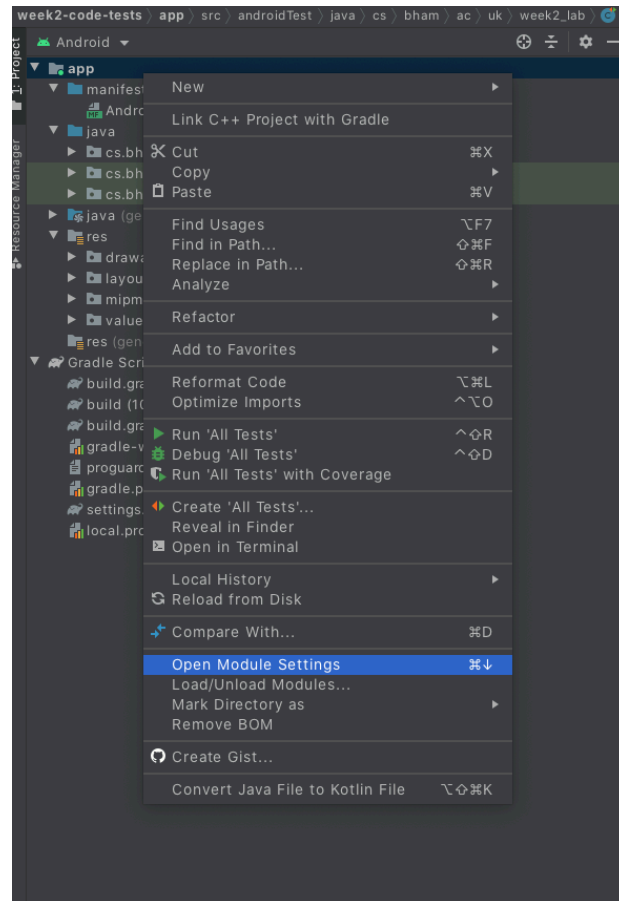 week2-code-tests 〉 app 〉 src 〉 androidTest 〉 java 〉 cs 〉 bham 〉 ac 〉 uk 〉 week2_lab 〉
1: Project
Resource Manager
Android
app
manifes
Andro
MF
java
cs.bh
cs.bh
cs.bh
java (ge
res
drawa
layou
mipm
value
res (gen
Gradle Scri
build.gra
build (10
build.gra
gradle-v
proguard
gradle.p
settings.
local.pro
New
Link C++ Project with Gradle
Cut ⌘X
Copy
Paste ⌘V
Find Usages ⌥F7
Find in Path... ⇧⌘F
Replace in Path... ⇧⌘R
Analyze
Refactor
Add to Favorites
Reformat Code ⌥⌘L
Optimize Imports ^⌥O
Run 'All Tests' ^⇧R
Debug 'All Tests' ^⇧D
Run 'All Tests' with Coverage
Create 'All Tests'...
Reveal in Finder
Open in Terminal
Local History
Reload from Disk
Compare With... ⌘D
Open Module Settings ⌘↓
Load/Unload Modules...
Mark Directory as
Remove BOM
Create Gist...
Convert Java File to Kotlin File ⌥⇧⌘K